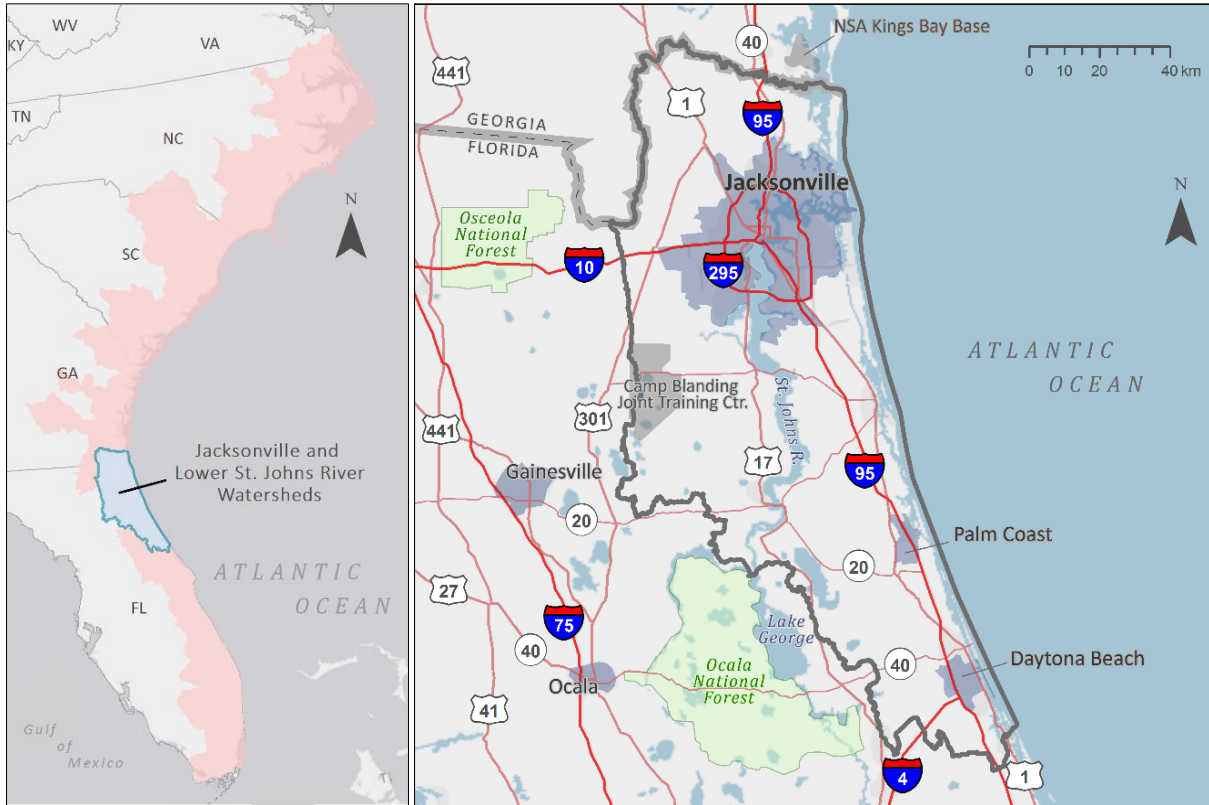 WV
KY
VA
TN
NC
N
SC
GA
Jacksonville and
Lower St. Johns River
Watersheds
ATLANTIC
OCEAN
FL
Gulf
of
Mexico
NSA Kings Bay Base
40
0 10 20 40 km
441
1
95
GEORGIA
FLORIDA
Jacksonville
N
Osceola
National
Forest
10
295
ATLANTIC
OCEAN
Camp Blanding
Joint Training Ctr.
St. Johns R.
301
441
17
95
Gainesville
20
Palm Coast
20
27
75
Lake
George
40
Ocala
Ocala
National
Forest
40
Daytona Beach
41
4
1